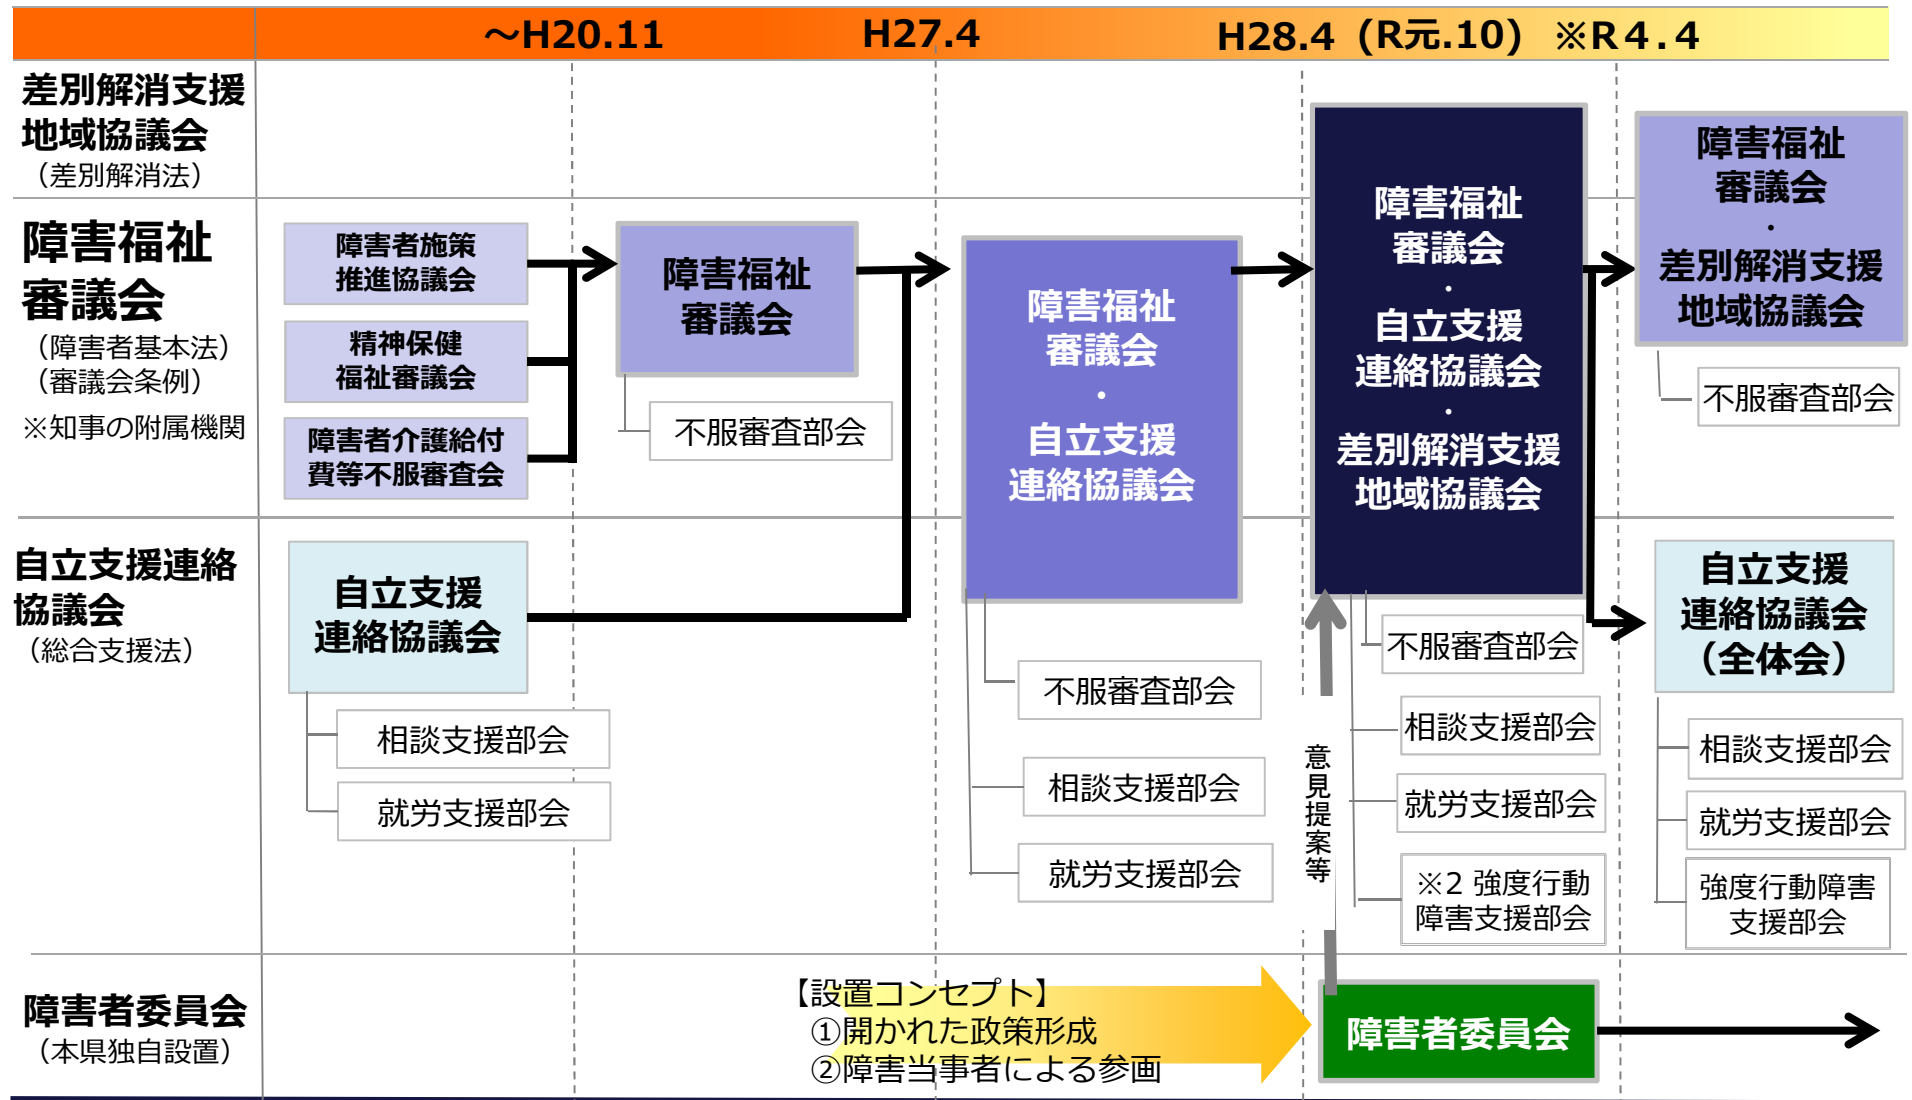 ～H20.11
H27.4
H28.4 (R元.10) ※R４.４
差別解消支援
地域協議会
（差別解消法）
障害福祉
審議会
（障害者基本法）
（審議会条例）
※知事の附属機関
自立支援連絡
協議会
（総合支援法）
障害者委員会
（本県独自設置）
障害者施策
推進協議会
精神保健
福祉審議会
障害者介護給付
費等不服審査会
自立支援
連絡協議会
相談支援部会
就労支援部会
障害福祉
審議会
不服審査部会
障害福祉
審議会
・
自立支援
連絡協議会
不服審査部会
相談支援部会
就労支援部会
障害福祉
審議会
・
自立支援
連絡協議会
・
差別解消支援
地域協議会
不服審査部会
相談支援部会
就労支援部会
※2 強度行動
障害支援部会
意見提案等
障害福祉
審議会
・
差別解消支援
地域協議会
不服審査部会
自立支援
連絡協議会
（全体会）
相談支援部会
就労支援部会
強度行動障害
支援部会
【設置コンセプト】
①開かれた政策形成
②障害当事者による参画
障害者委員会